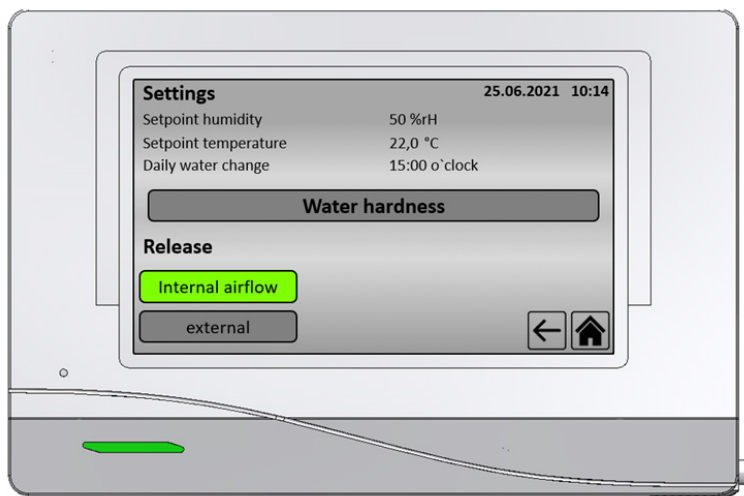 Settings 25.06.2021 10:14
Setpoint humidity 50 %rH
Setpoint temperature 22,0 °C
Daily water change 15:00 o`clock
Water hardness
Release
Internal airflow
external